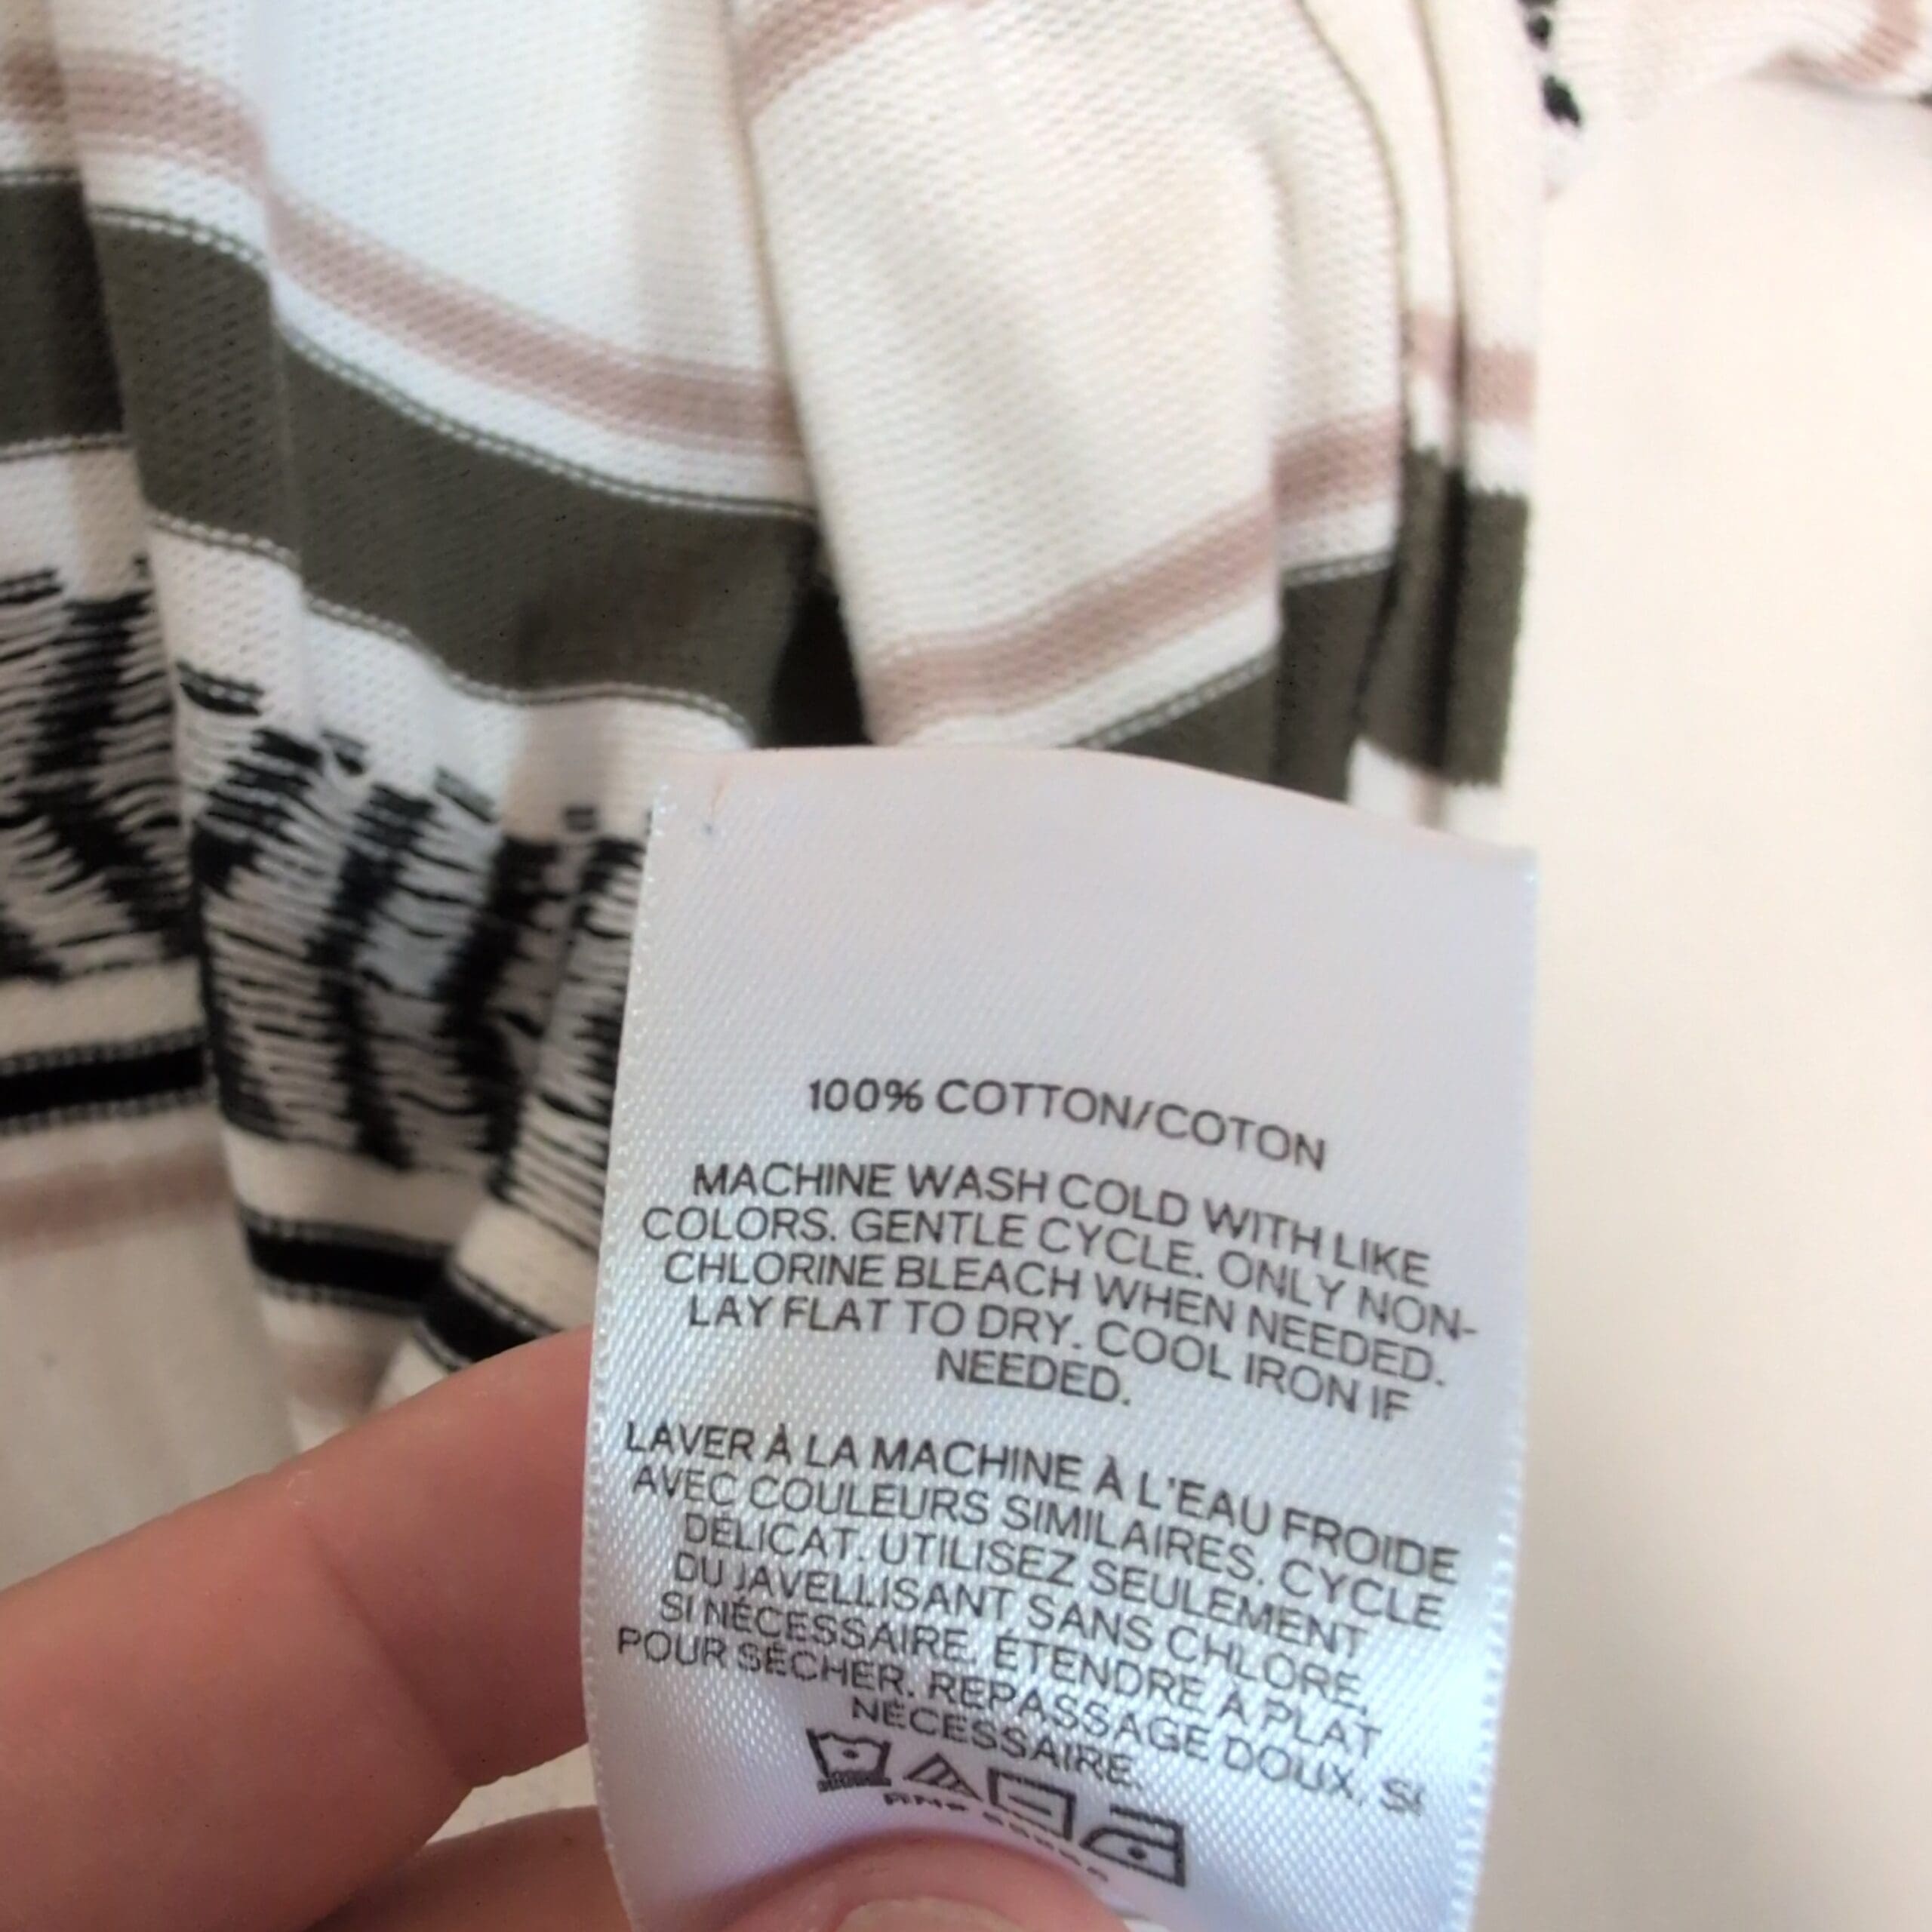 100% COTTON/COTON
MACHINE WASH COLD WITH LIKE
COLORS. GENTLE CYCLE. ONLY NON-
CHLORINE BLEACH WHEN NEEDED.
LAY FLAT TO DRY. COOL IRON IF
NEEDED.
LAVER À LA MACHINE À L'EAU FROIDE
AVEC COULEURS SIMILAIRES. CYCLE
DÉLICAT. UTILISEZ SEULEMENT
DU JAVELLISANT SANS CHLORE,
SI NÉCESSAIRE. ÉTENDRE À PLAT
POUR SÉCHER. REPASSAGE DOUX, SI
NÉCESSAIRE.